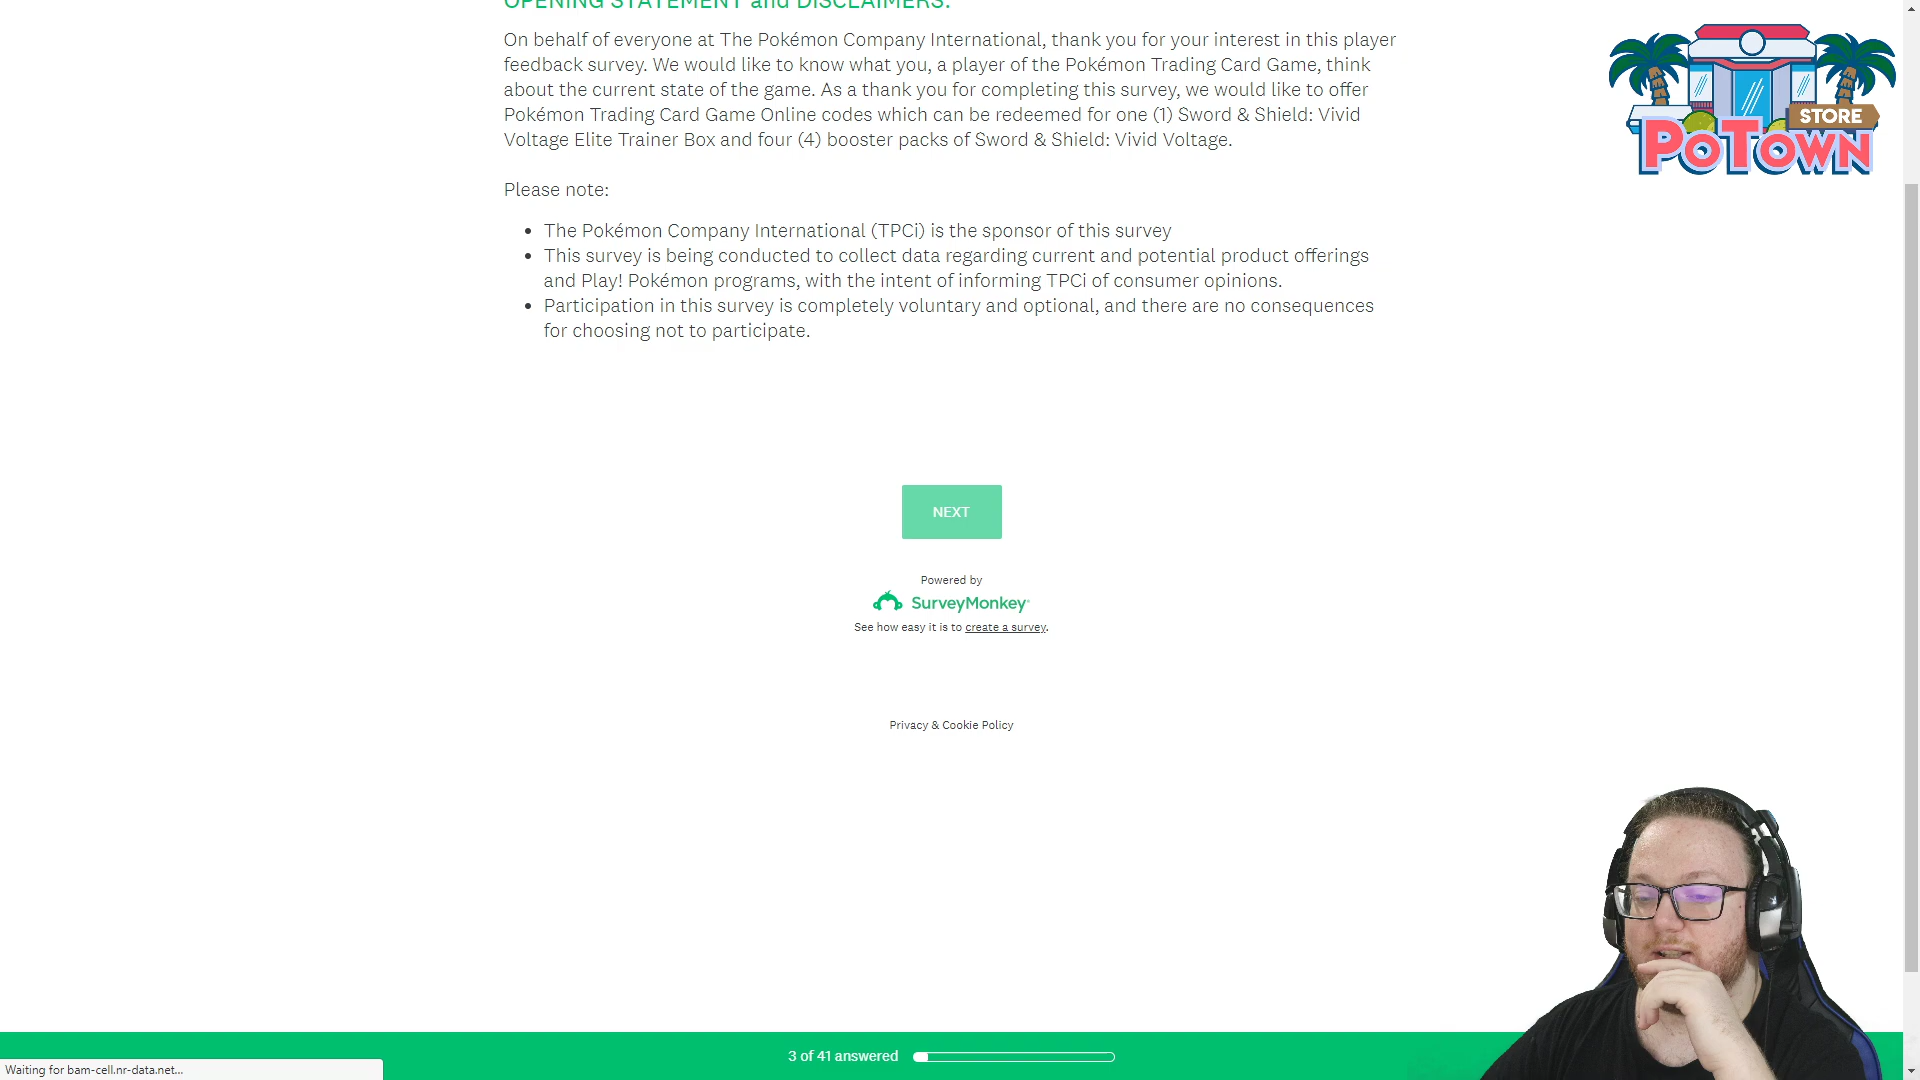 OPENING STATEMENT and DISCLAIMERS:
On behalf of everyone at The Pokémon Company International, thank you for your interest in this player
feedback survey. We would like to know what you, a player of the Pokémon Trading Card Game, think
about the current state of the game. As a thank you for completing this survey, we would like to offer
Pokémon Trading Card Game Online codes which can be redeemed for one (1) Sword & Shield: Vivid
Voltage Elite Trainer Box and four (4) booster packs of Sword & Shield: Vivid Voltage.
Please note:
• The Pokémon Company International (TPCi) is the sponsor of this survey
• This survey is being conducted to collect data regarding current and potential product offerings
and Play! Pokémon programs, with the intent of informing TPCi of consumer opinions.
• Participation in this survey is completely voluntary and optional, and there are no consequences
for choosing not to participate.
STORE
POTOWN
NEXT
Powered by
SurveyMonkey
See how easy it is to create a survey.
Privacy & Cookie Policy
3 of 41 answered
Waiting for bam-cell.nr-data.net...